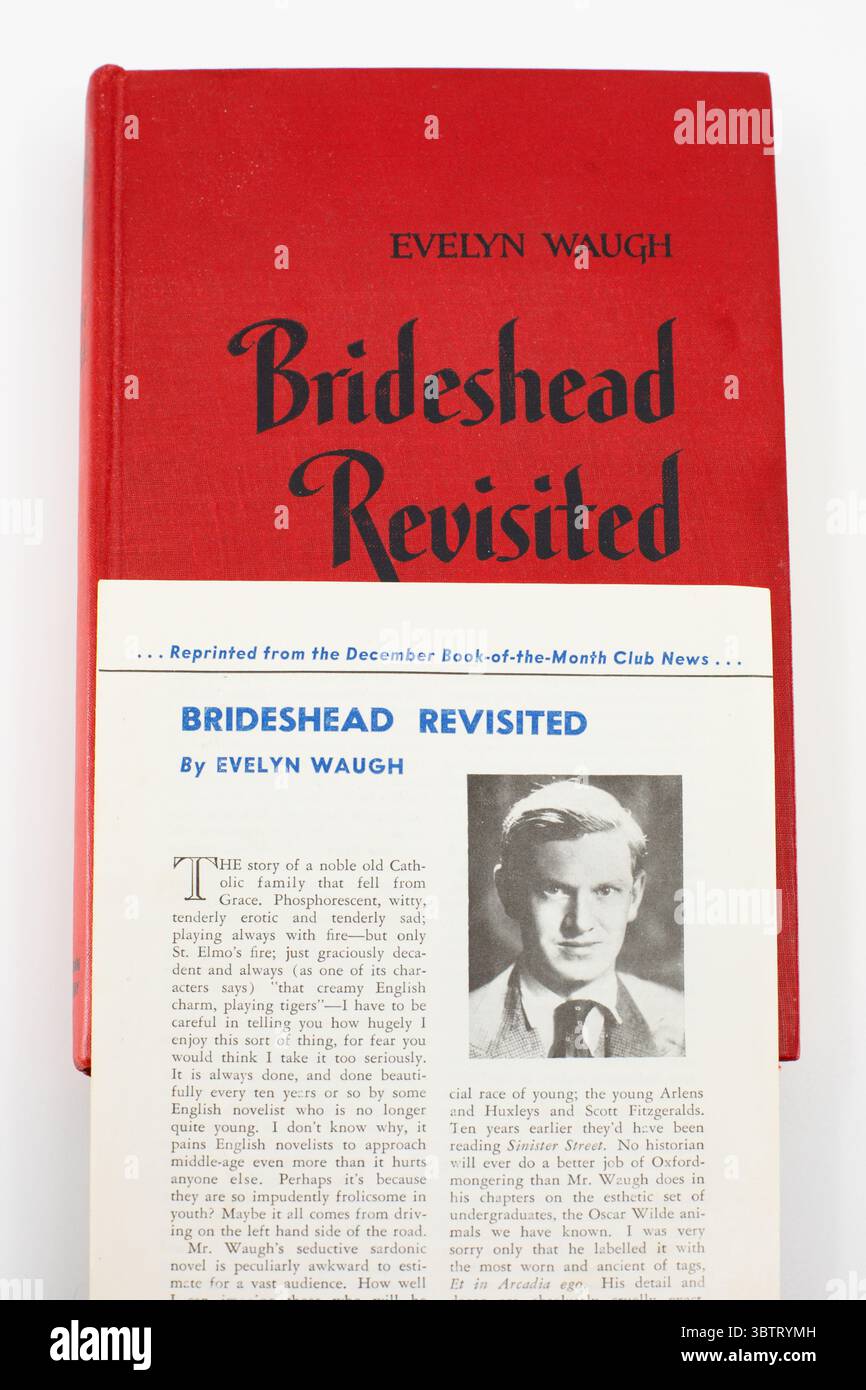 EVELYN WAUGH
Brideshead
Revisited
... Reprinted from the December Book-of-the-Month Club News ...
BRIDESHEAD REVISITED
By EVELYN WAUGH
THE story of a noble old Cath-
olic family that fell from
Grace. Phosphorescent, witty,
tenderly erotic and tenderly sad;
playing always with fire—but only
St. Elmo's fire; just graciously deca-
dent and always (as one of its char-
acters says) "that creamy English
charm, playing tigers"—I have to be
careful in telling you how hugely I
enjoy this sort of thing, for fear you
would think I take it too seriously.
It is always done, and done beauti-
fully every ten years or so by some
English novelist who is no longer
quite young. I don't know why, it
pains English novelists to approach
middle-age even more than it hurts
anyone else. Perhaps it's because
they are so impudently frolicsome in
youth? Maybe it all comes from driv-
ing on the left hand side of the road.
Mr. Waugh's seductive sardonic
novel is peculiarly awkward to esti-
mate for a vast audience. How well
cial race of young; the young Arlens
and Huxleys and Scott Fitzgeralds.
Ten years earlier they'd have been
reading Sinister Street. No historian
will ever do a better job of Oxford-
mongering than Mr. Waugh does in
his chapters on the esthetic set of
undergraduates, the Oscar Wilde ani-
mals we have known. I was very
sorry only that he labelled it with
the most worn and ancient of tags,
Et in Arcadia ego. His detail and
alamy
Image ID: 3BTRYMH
www.alamy.com